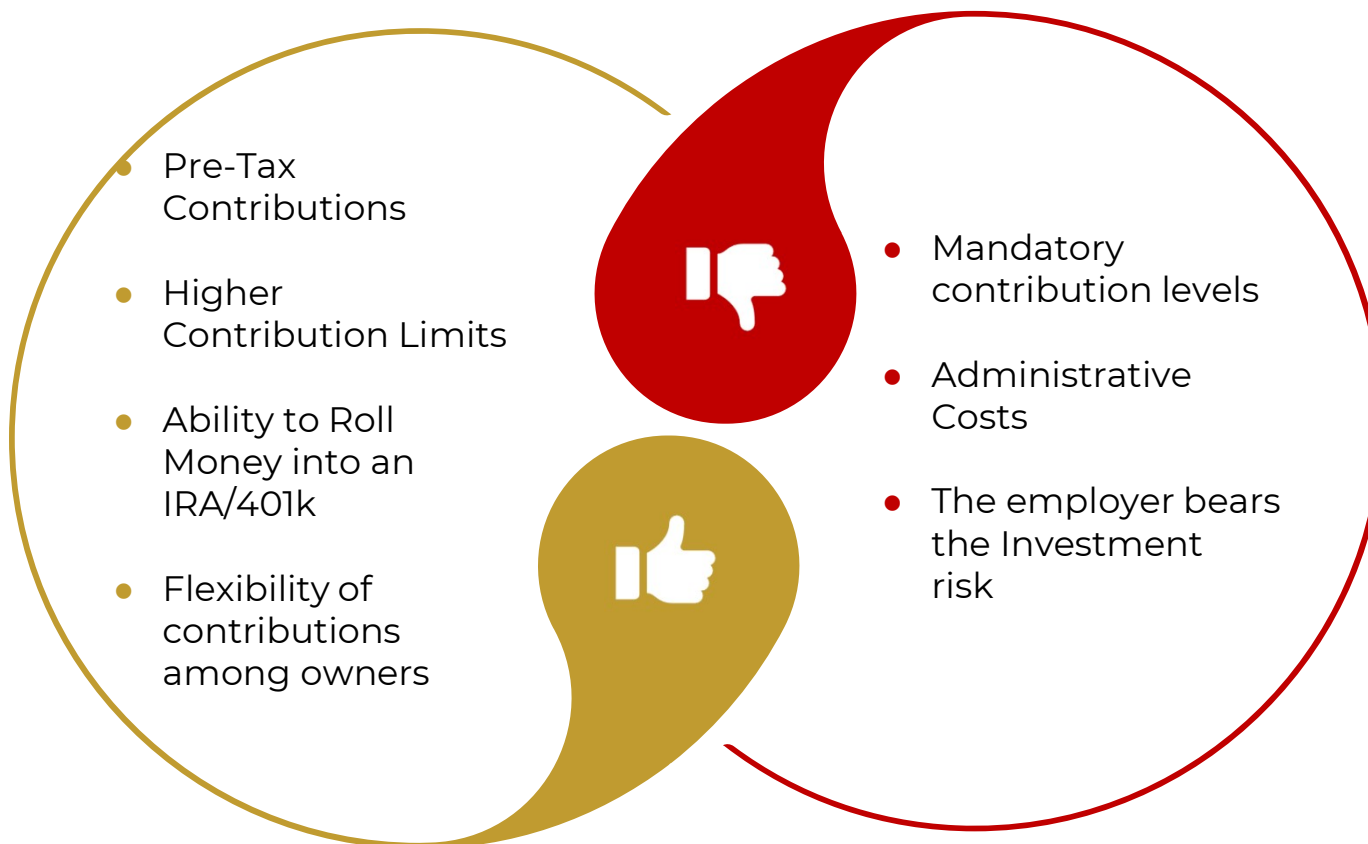 Pre-Tax
Contributions
Higher
Contribution Limits
Ability to Roll
Money into an
IRA/401k
Flexibility of
contributions
among owners
Mandatory
contribution levels
Administrative
Costs
The employer bears
the Investment
risk